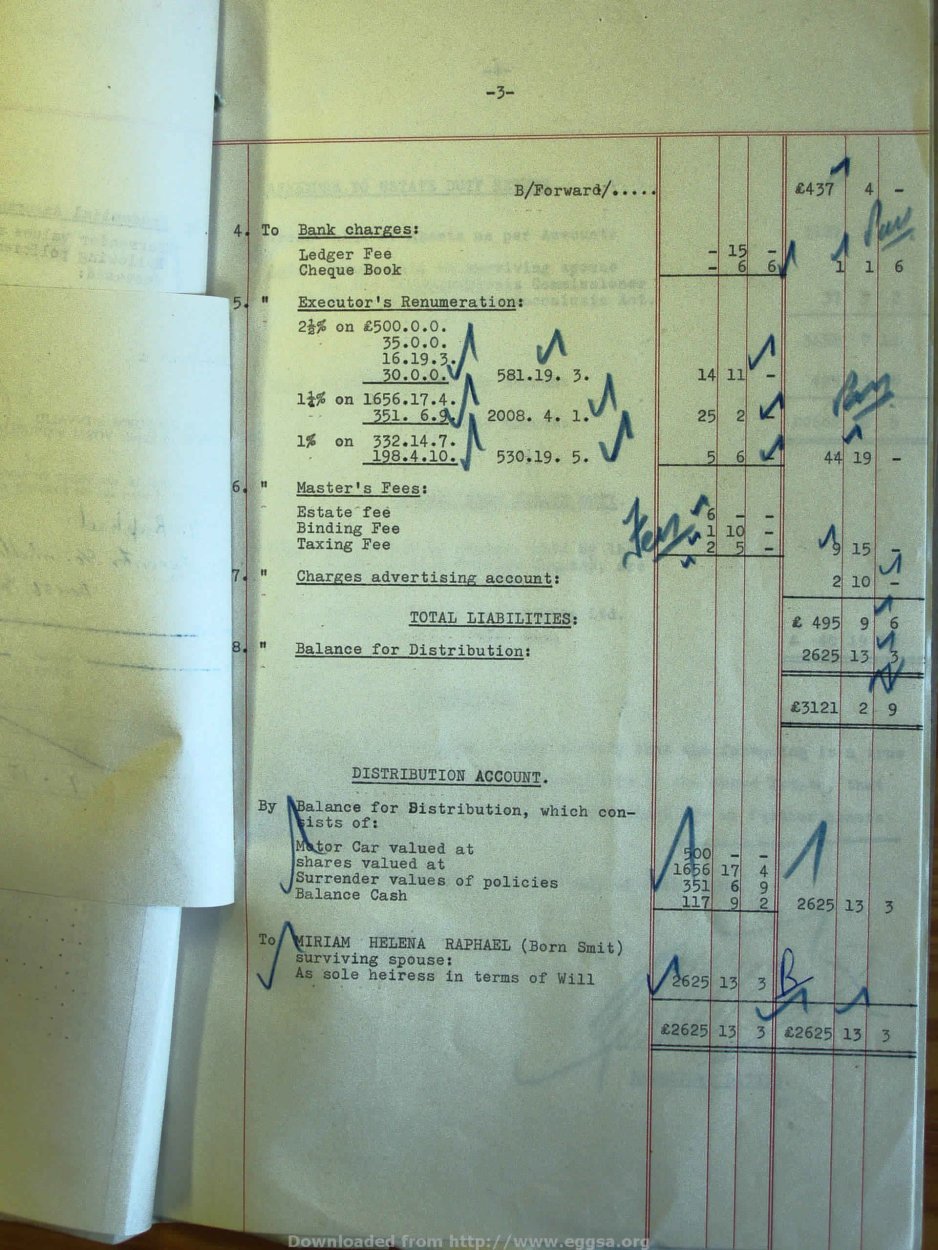 -3-
B/Forward/..... £437 4 -
4. To Bank charges:
Ledger Fee - 15 -
Cheque Book - 6 6 1 1 6
5. " Executor's Renumeration:
2½% on £500.0.0.
35.0.0.
16.19.3.
30.0.0. 581.19. 3. 14 11 -
1¼% on 1656.17.4.
351. 6.9. 2008. 4. 1. 25 2 -
1% on 332.14.7.
198.4.10. 530.19. 5. 5 6 - 44 19 -
6. " Master's Fees:
Estate fee 6 - -
Binding Fee 1 10 -
Taxing Fee 2 5 - 9 15 -
7. " Charges advertising account: 2 10 -
TOTAL LIABILITIES: £ 495 9 6
8. " Balance for Distribution: 2625 13 3
£3121 2 9
DISTRIBUTION ACCOUNT.
By Balance for Distribution, which con-
sists of:
Motor Car valued at 500 - -
shares valued at 1656 17 4
Surrender values of policies 351 6 9
Balance Cash 117 9 2 2625 13 3
To MIRIAM HELENA RAPHAEL (Born Smit)
surviving spouse:
As sole heiress in terms of Will 2625 13 3
£2625 13 3 £2625 13 3
Downloaded from http://www.eggsa.org